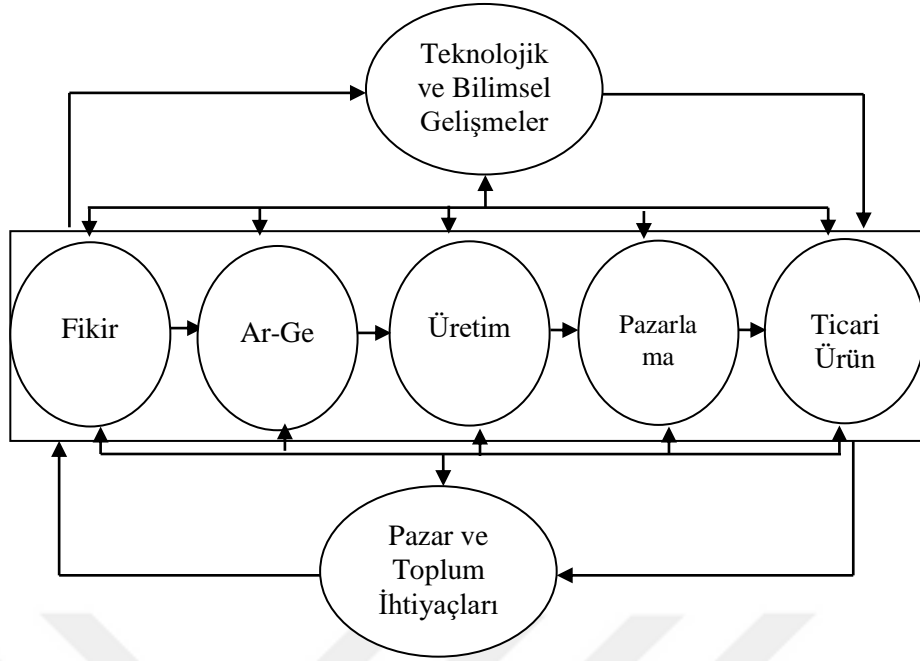 Teknolojik
ve Bilimsel
Gelişmeler
Fikir
Ar-Ge
Üretim
Pazarla
ma
Ticari
Ürün
Pazar ve
Toplum
İhtiyaçları